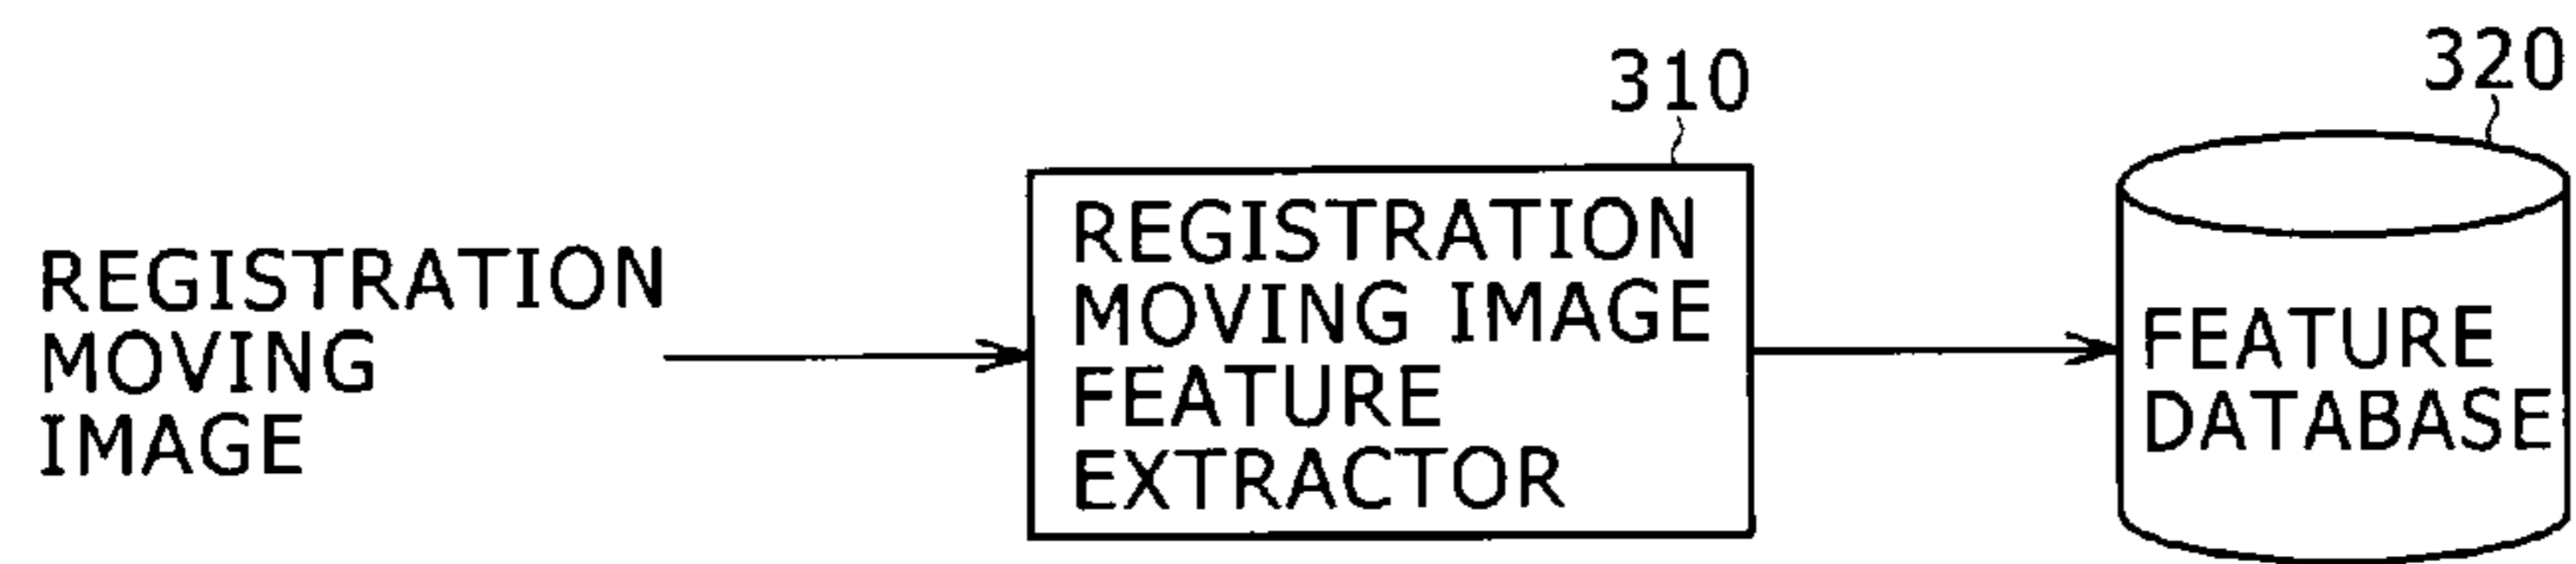 310
320
REGISTRATION
MOVING
IMAGE
REGISTRATION
MOVING IMAGE
FEATURE
EXTRACTOR
FEATURE
DATABASE